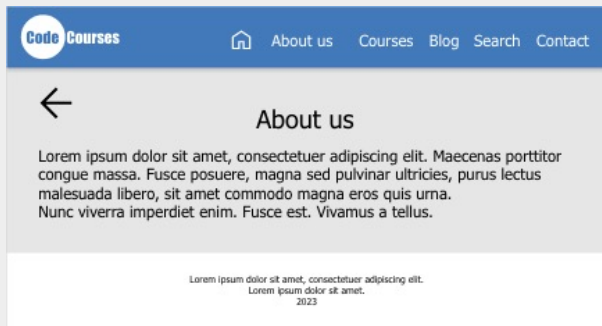 Code Courses
About us Courses Blog Search Contact
About us
Lorem ipsum dolor sit amet, consectetuer adipiscing elit. Maecenas porttitor
congue massa. Fusce posuere, magna sed pulvinar ultricies, purus lectus
malesuada libero, sit amet commodo magna eros quis urna.
Nunc viverra imperdiet enim. Fusce est. Vivamus a tellus.
Lorem ipsum dolor sit amet, consectetuer adipiscing elit.
Lorem ipsum dolor sit amet.
2023